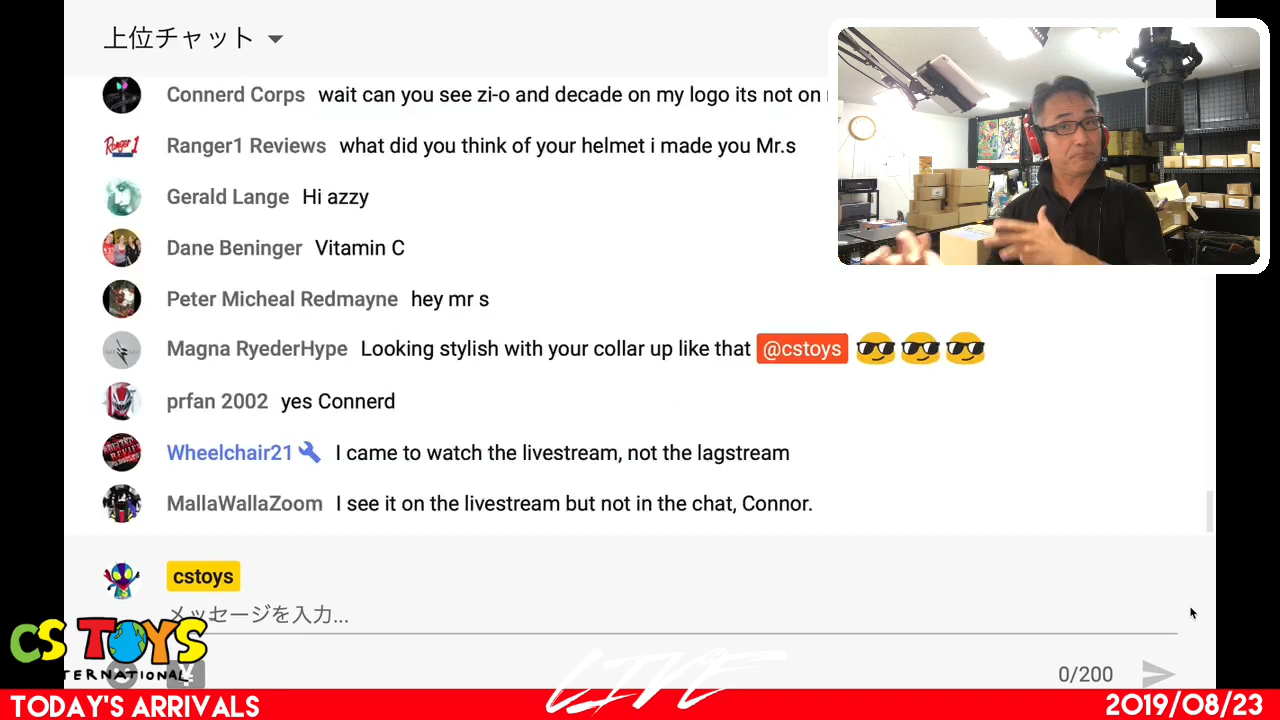 上位チャット
Connerd Corps wait can you see zi-o and decade on my logo its not on
Ranger1 Reviews what did you think of your helmet i made you Mr.s
Gerald Lange Hi azzy
Dane Beninger Vitamin C
Peter Micheal Redmayne hey mr s
Magna RyederHype Looking stylish with your collar up like that @cstoys 😎😎😎
prfan 2002 yes Connerd
Wheelchair21 I came to watch the livestream, not the lagstream
MallaWallaZoom I see it on the livestream but not in the chat, Connor.
cstoys
メッセージを入力...
CS TOYS
TERNATIONAL
LIVE
0/200
TODAY'S ARRIVALS
2019/08/23